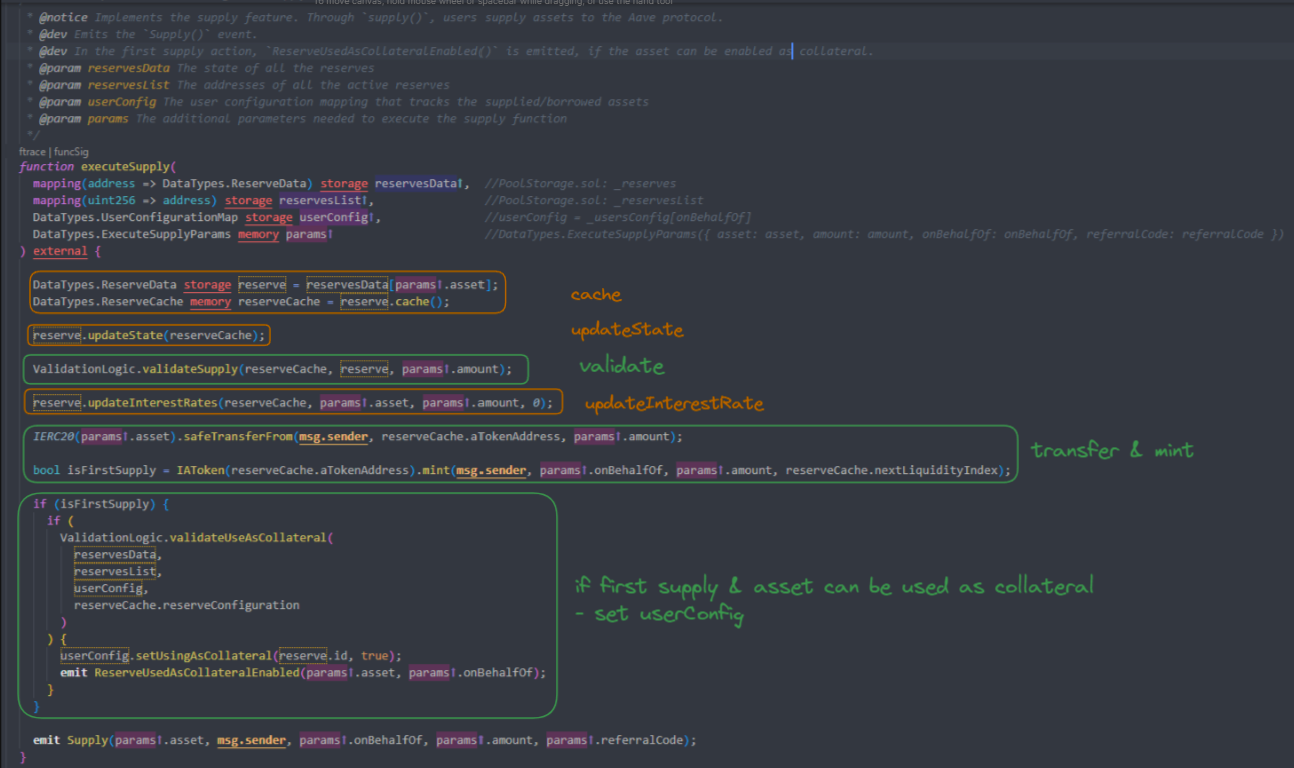 To move canvas, hold mouse wheel or spacebar while dragging, or use the hand tool
* @notice Implements the supply feature. Through `supply()`, users supply assets to the Aave protocol.
* @dev Emits the `Supply()` event.
* @dev In the first supply action, `ReserveUsedAsCollateralEnabled()` is emitted, if the asset can be enabled as collateral.
* @param reservesData The state of all the reserves
* @param reservesList The addresses of all the active reserves
* @param userConfig The user configuration mapping that tracks the supplied/borrowed assets
* @param params The additional parameters needed to execute the supply function
*/
ftrace | funcSig
function executeSupply(
mapping(address => DataTypes.ReserveData) storage reservesData↑, //PoolStorage.sol: _reserves
mapping(uint256 => address) storage reservesList↑, //PoolStorage.sol: _reservesList
DataTypes.UserConfigurationMap storage userConfig↑, //userConfig = _usersConfig[onBehalfOf]
DataTypes.ExecuteSupplyParams memory params↑ //DataTypes.ExecuteSupplyParams({ asset: asset, amount: amount, onBehalfOf: onBehalfOf, referralCode: referralCode })
) external {
DataTypes.ReserveData storage reserve = reservesData[params↑.asset];
DataTypes.ReserveCache memory reserveCache = reserve.cache();
cache
reserve.updateState(reserveCache);
updateState
ValidationLogic.validateSupply(reserveCache, reserve, params↑.amount);
validate
reserve.updateInterestRates(reserveCache, params↑.asset, params↑.amount, 0);
updateInterestRate
IERC20(params↑.asset).safeTransferFrom(msg.sender, reserveCache.aTokenAddress, params↑.amount);
transfer & mint
bool isFirstSupply = IAToken(reserveCache.aTokenAddress).mint(msg.sender, params↑.onBehalfOf, params↑.amount, reserveCache.nextLiquidityIndex);
if (isFirstSupply) {
if (
ValidationLogic.validateUseAsCollateral(
reservesData,
reservesList,
userConfig,
reserveCache.reserveConfiguration
)
) {
if first supply & asset can be used as collateral
- set userConfig
userConfig.setUsingAsCollateral(reserve.id, true);
emit ReserveUsedAsCollateralEnabled(params↑.asset, params↑.onBehalfOf);
}
}
emit Supply(params↑.asset, msg.sender, params↑.onBehalfOf, params↑.amount, params↑.referralCode);
}